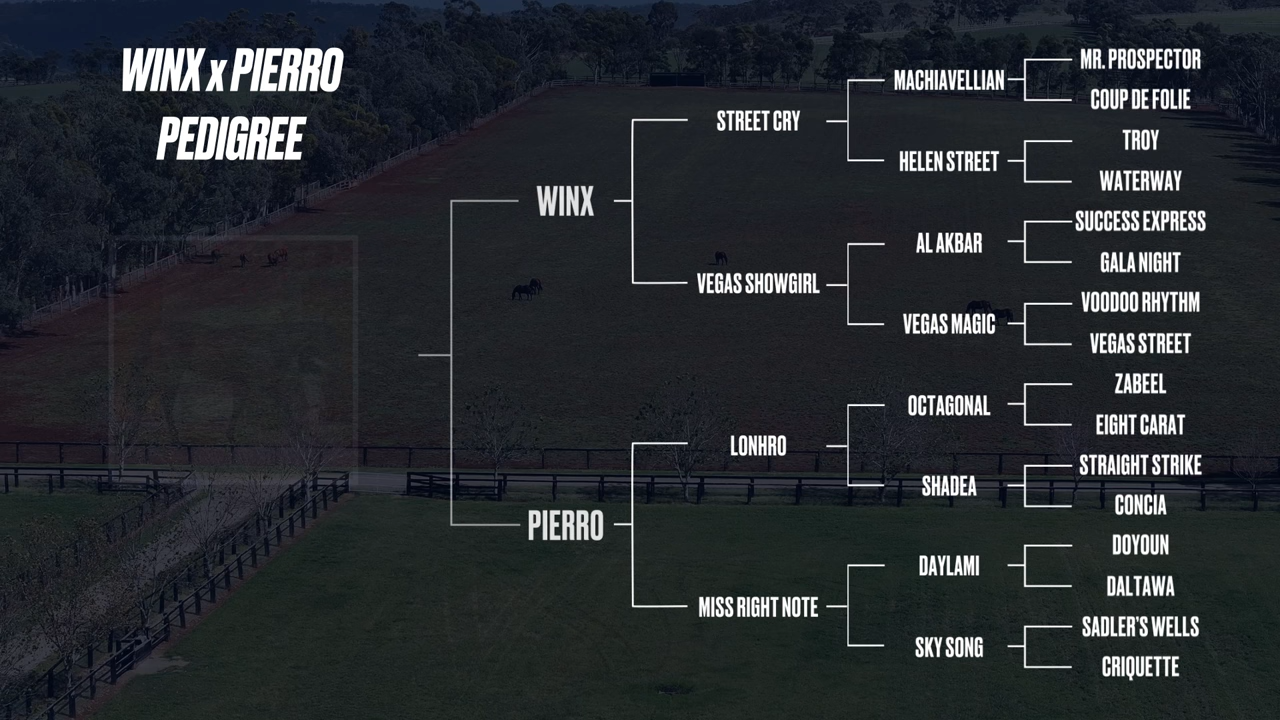 WINX x PIERRO
PEDIGREE
WINX
PIERRO
STREET CRY
VEGAS SHOWGIRL
LONHRO
MISS RIGHT NOTE
MACHIAVELLIAN
HELEN STREET
AL AKBAR
VEGAS MAGIC
OCTAGONAL
SHADEA
DAYLAMI
SKY SONG
MR. PROSPECTOR
COUP DE FOLIE
TROY
WATERWAY
SUCCESS EXPRESS
GALA NIGHT
VOODOO RHYTHM
VEGAS STREET
ZABEEL
EIGHT CARAT
STRAIGHT STRIKE
CONCIA
DOYOUN
DALTAWA
SADLER'S WELLS
CRIQUETTE